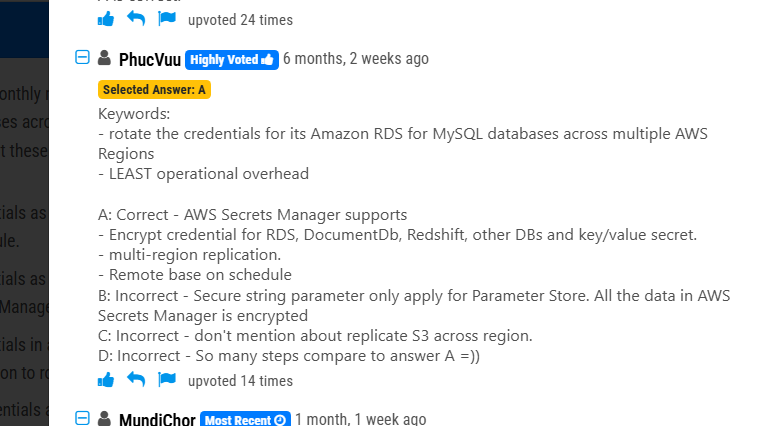 upvoted 24 times
PhucVuu Highly Voted 6 months, 2 weeks ago
Selected Answer: A
Keywords:
- rotate the credentials for its Amazon RDS for MySQL databases across multiple AWS
Regions
- LEAST operational overhead
A: Correct - AWS Secrets Manager supports
- Encrypt credential for RDS, DocumentDb, Redshift, other DBs and key/value secret.
- multi-region replication.
- Remote base on schedule
B: Incorrect - Secure string parameter only apply for Parameter Store. All the data in AWS
Secrets Manager is encrypted
C: Incorrect - don't mention about replicate S3 across region.
D: Incorrect - So many steps compare to answer A =))
upvoted 14 times
MundiChor Most Recent 1 month, 1 week ago